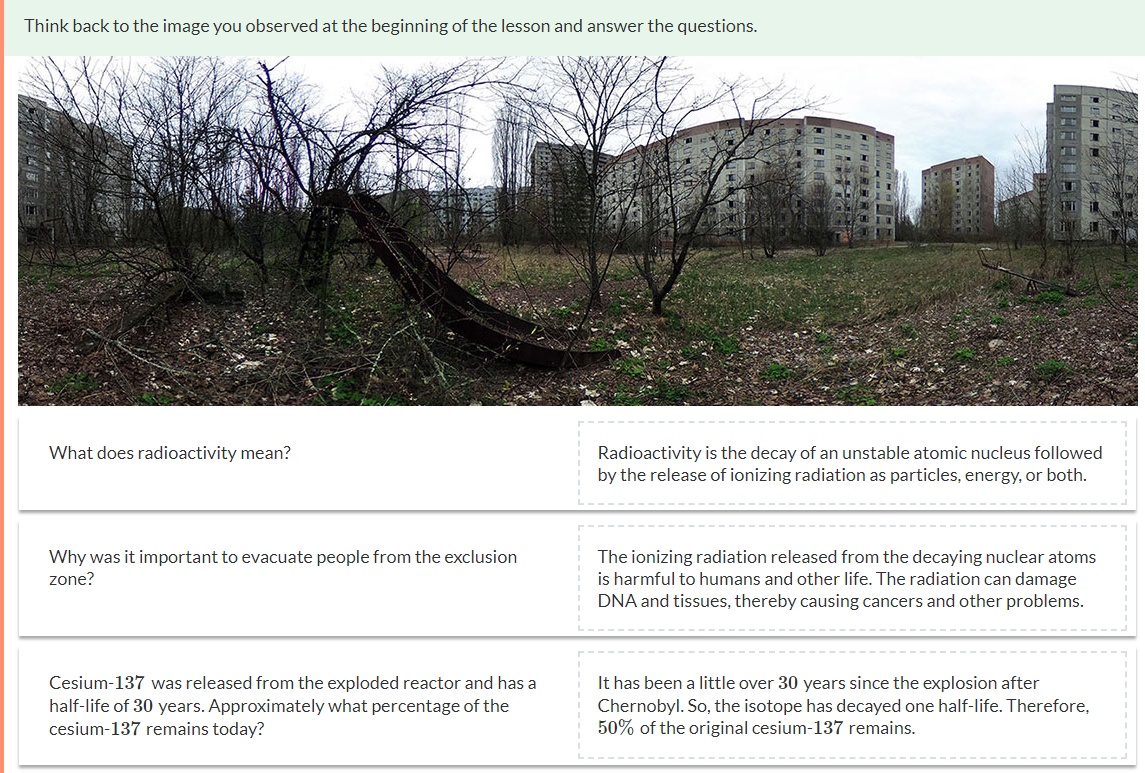 Think back to the image you observed at the beginning of the lesson and answer the questions.
What does radioactivity mean?
Radioactivity is the decay of an unstable atomic nucleus followed
by the release of ionizing radiation as particles, energy, or both.
Why was it important to evacuate people from the exclusion
zone?
The ionizing radiation released from the decaying nuclear atoms
is harmful to humans and other life. The radiation can damage
DNA and tissues, thereby causing cancers and other problems.
Cesium-137 was released from the exploded reactor and has a
half-life of 30 years. Approximately what percentage of the
cesium-137 remains today?
It has been a little over 30 years since the explosion after
Chernobyl. So, the isotope has decayed one half-life. Therefore,
50% of the original cesium-137 remains.